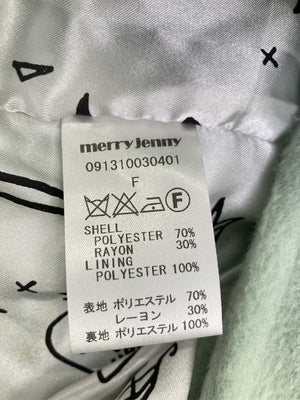 merry jenny
091310030401
F
F
SHELL
POLYESTER 70%
RAYON 30%
LINING
POLYESTER 100%
表地 ポリエステル 70%
レーヨン 30%
裏地 ポリエステル 100%